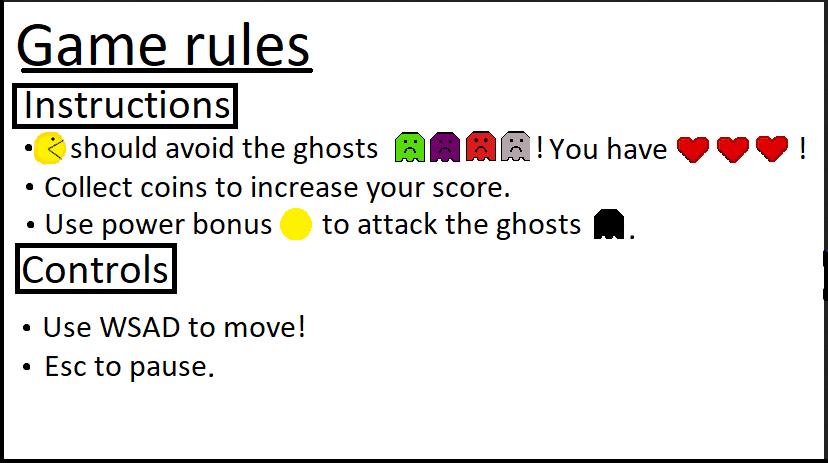 Game rules
Instructions
• should avoid the ghosts ! You have !
• Collect coins to increase your score.
• Use power bonus to attack the ghosts .
Controls
• Use WSAD to move!
• Esc to pause.